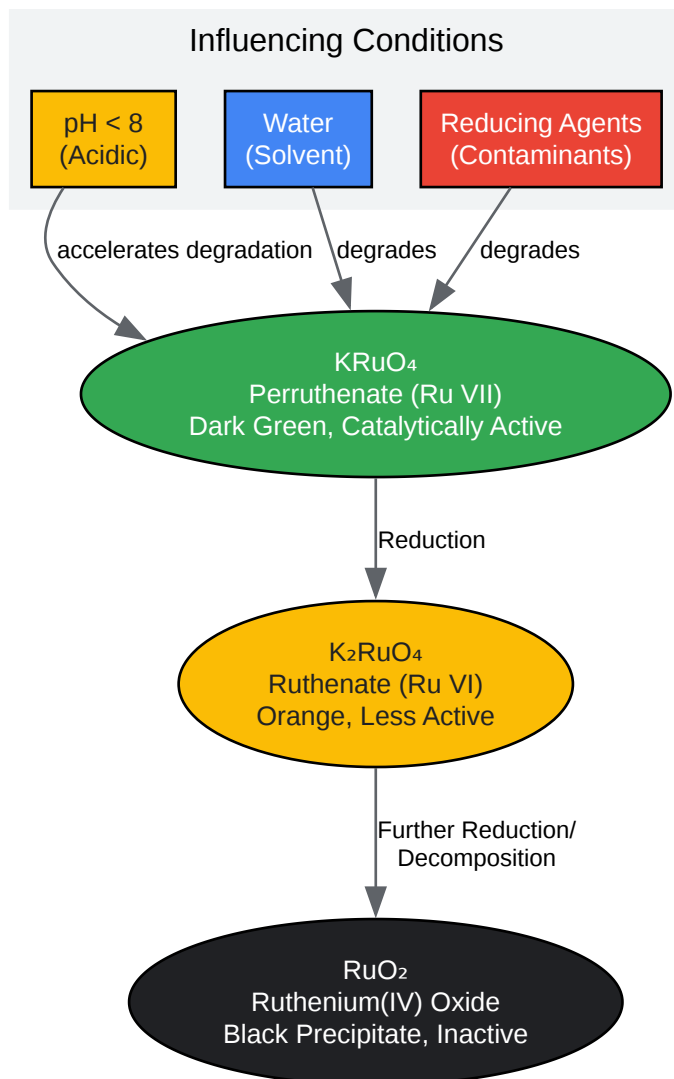 Influencing Conditions
pH < 8
(Acidic)
Water
(Solvent)
Reducing Agents
(Contaminants)
accelerates degradation
degrades
degrades
KRuO₄
Perruthenate (Ru VII)
Dark Green, Catalytically Active
Reduction
K₂RuO₄
Ruthenate (Ru VI)
Orange, Less Active
Further Reduction/
Decomposition
RuO₂
Ruthenium(IV) Oxide
Black Precipitate, Inactive